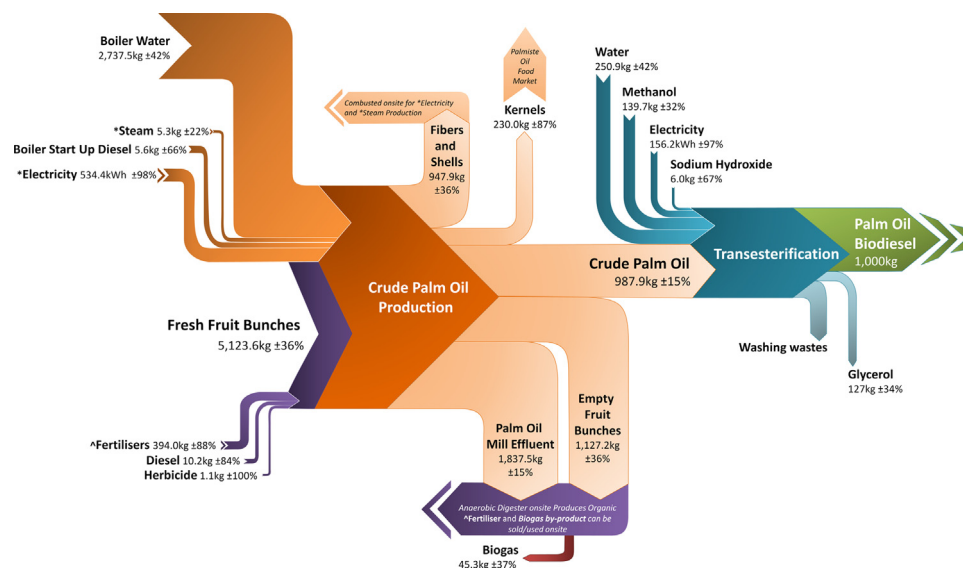 Boiler Water
2,737.5kg ±42%
*Steam 5.3kg ±22%
Boiler Start Up Diesel 5.6kg ±66%
*Electricity 534.4kWh ±98%
Combusted onsite for *Electricity
and *Steam Production
Fibers
and
Shells
947.9kg
±36%
Palmiste
Oil
Food
Market
Kernels
230.0kg ±87%
Water
250.9kg ±42%
Methanol
139.7kg ±32%
Electricity
156.2kWh ±97%
Sodium Hydroxide
6.0kg ±67%
Crude Palm Oil
Production
Crude Palm Oil
987.9kg ±15%
Transesterification
Palm Oil
Biodiesel
1,000kg
Fresh Fruit Bunches
5,123.6kg ±36%
Washing wastes
Glycerol
127kg ±34%
^Fertilisers 394.0kg ±88%
Diesel 10.2kg ±84%
Herbicide 1.1kg ±100%
Palm Oil
Mill Effluent
1,837.5kg
±15%
Empty
Fruit
Bunches
1,127.2kg
±36%
Anaerobic Digester onsite Produces Organic
^Fertiliser and Biogas by-product can be
sold/used onsite
Biogas
45.3kg ±37%